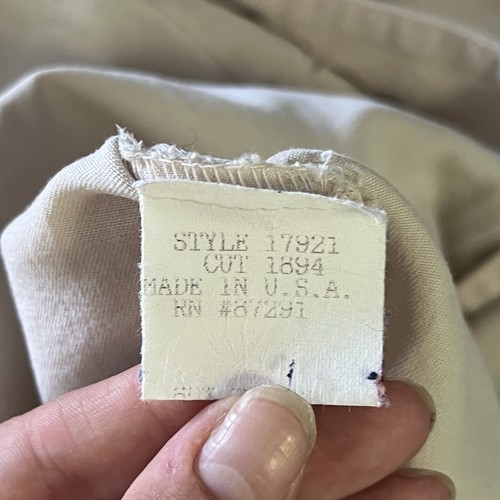 STYLE 17921
CUT 1894
MADE IN U.S.A.
RN #87291